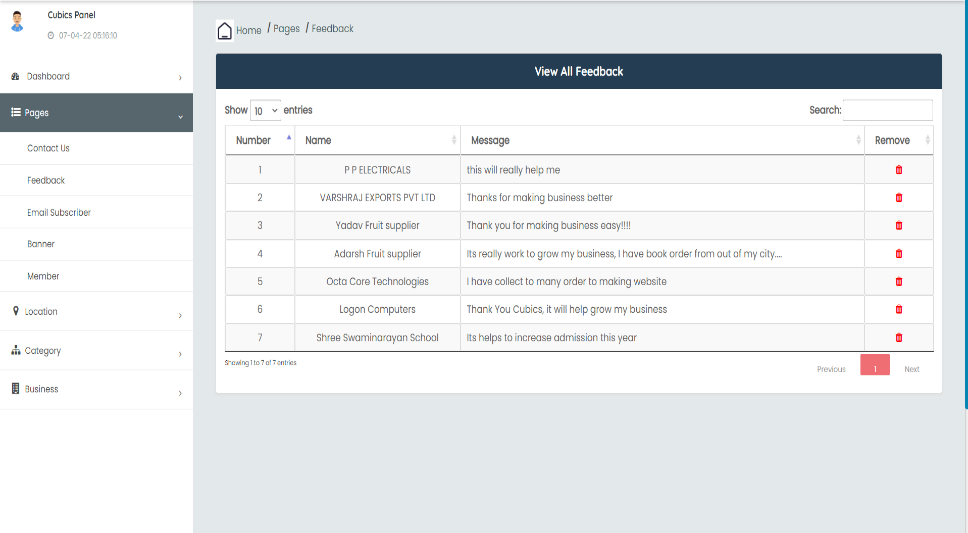 Cubics Panel
07-04-22 05:16:10
Dashboard
Pages
Contact Us
Feedback
Email Subscriber
Banner
Member
Location
Category
Business
Home / Pages / Feedback
View All Feedback
Show 10 entries Search:
Number Name Message Remove
1 P P ELECTRICALS this will really help me
2 VARSHRAJ EXPORTS PVT LTD Thanks for making business better
3 Yadav Fruit supplier Thank you for making business easy!!!!
4 Adarsh Fruit supplier Its really work to grow my business, I have book order from out of my city....
5 Octa Core Technologies I have collect to many order to making website
6 Logon Computers Thank You Cubics, it will help grow my business
7 Shree Swaminarayan School Its helps to increase admission this year
Showing 1 to 7 of 7 entries
Previous 1 Next